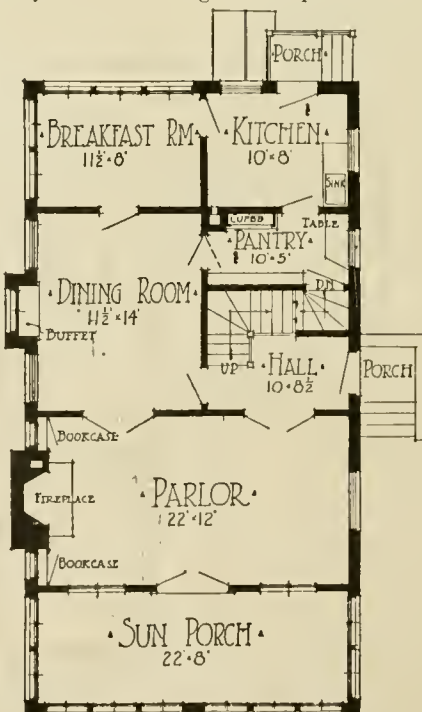 PORCH
BREAKFAST RM
11½'×8'
KITCHEN
10'×8'
SINK
CUPBD
TABLE
PANTRY
10'×5'
DINING ROOM
11½'×14'
DN
BUFFET
UP
HALL
10×8½
PORCH
BOOKCASE
FIREPLACE
PARLOR
22'×12'
BOOKCASE
SUN PORCH
22'×8'